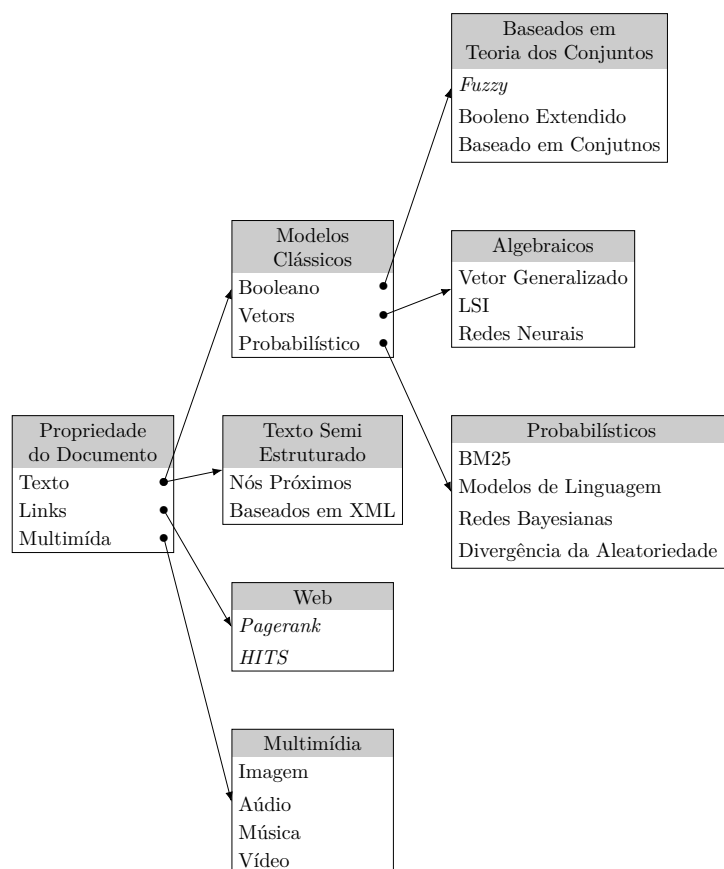 Baseados em
Teoria dos Conjuntos
Fuzzy
Booleno Extendido
Baseado em Conjutnos
Modelos
Clássicos
Booleano
Vetors
Probabilístico
Algebraicos
Vetor Generalizado
LSI
Redes Neurais
Propriedade
do Documento
Texto
Links
Multimída
Texto Semi
Estruturado
Nós Próximos
Baseados em XML
Probabilísticos
BM25
Modelos de Linguagem
Redes Bayesianas
Divergência da Aleatoriedade
Web
Pagerank
HITS
Multimídia
Imagem
Aúdio
Música
Vídeo